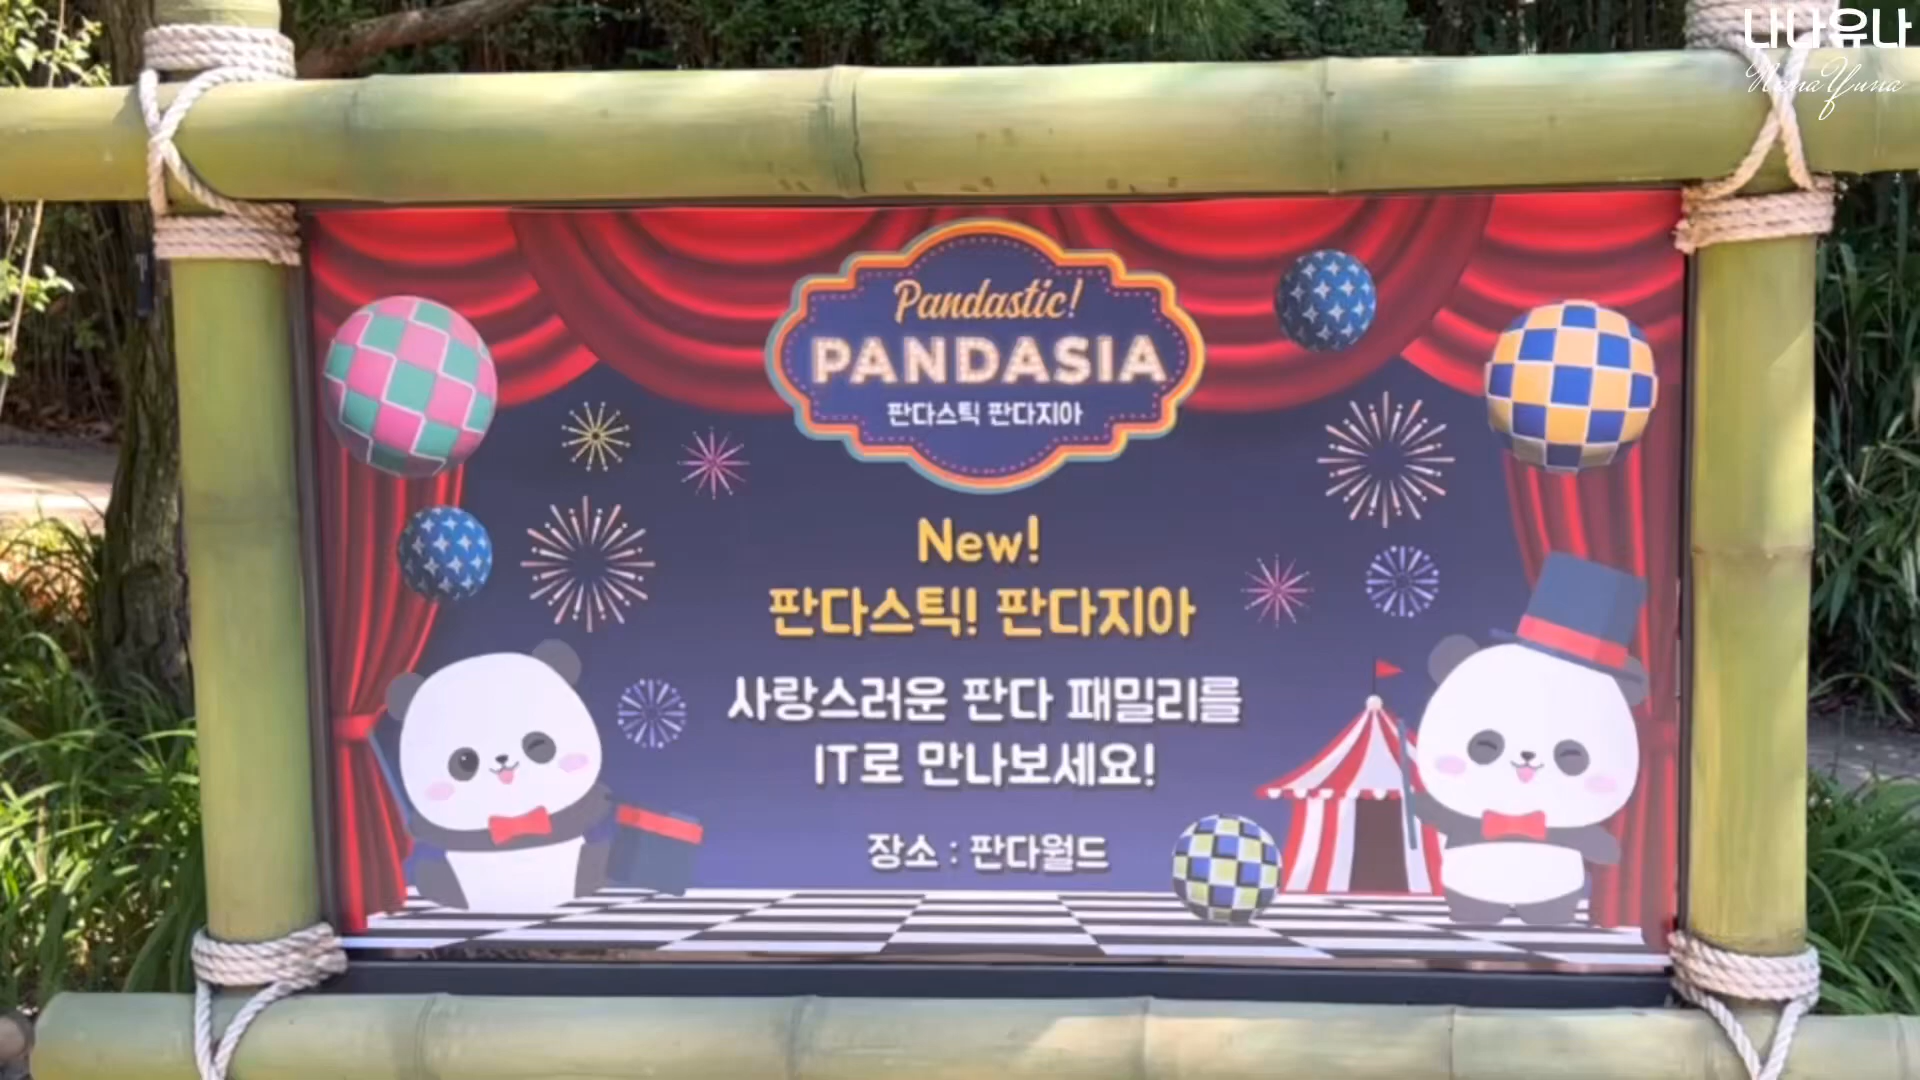 니나유나
NanaYuna
Pandastic!
PANDASIA
판다스틱 판다지아
New!
판다스틱! 판다지아
사랑스러운 판다 패밀리를
IT로 만나보세요!
장소 : 판다월드